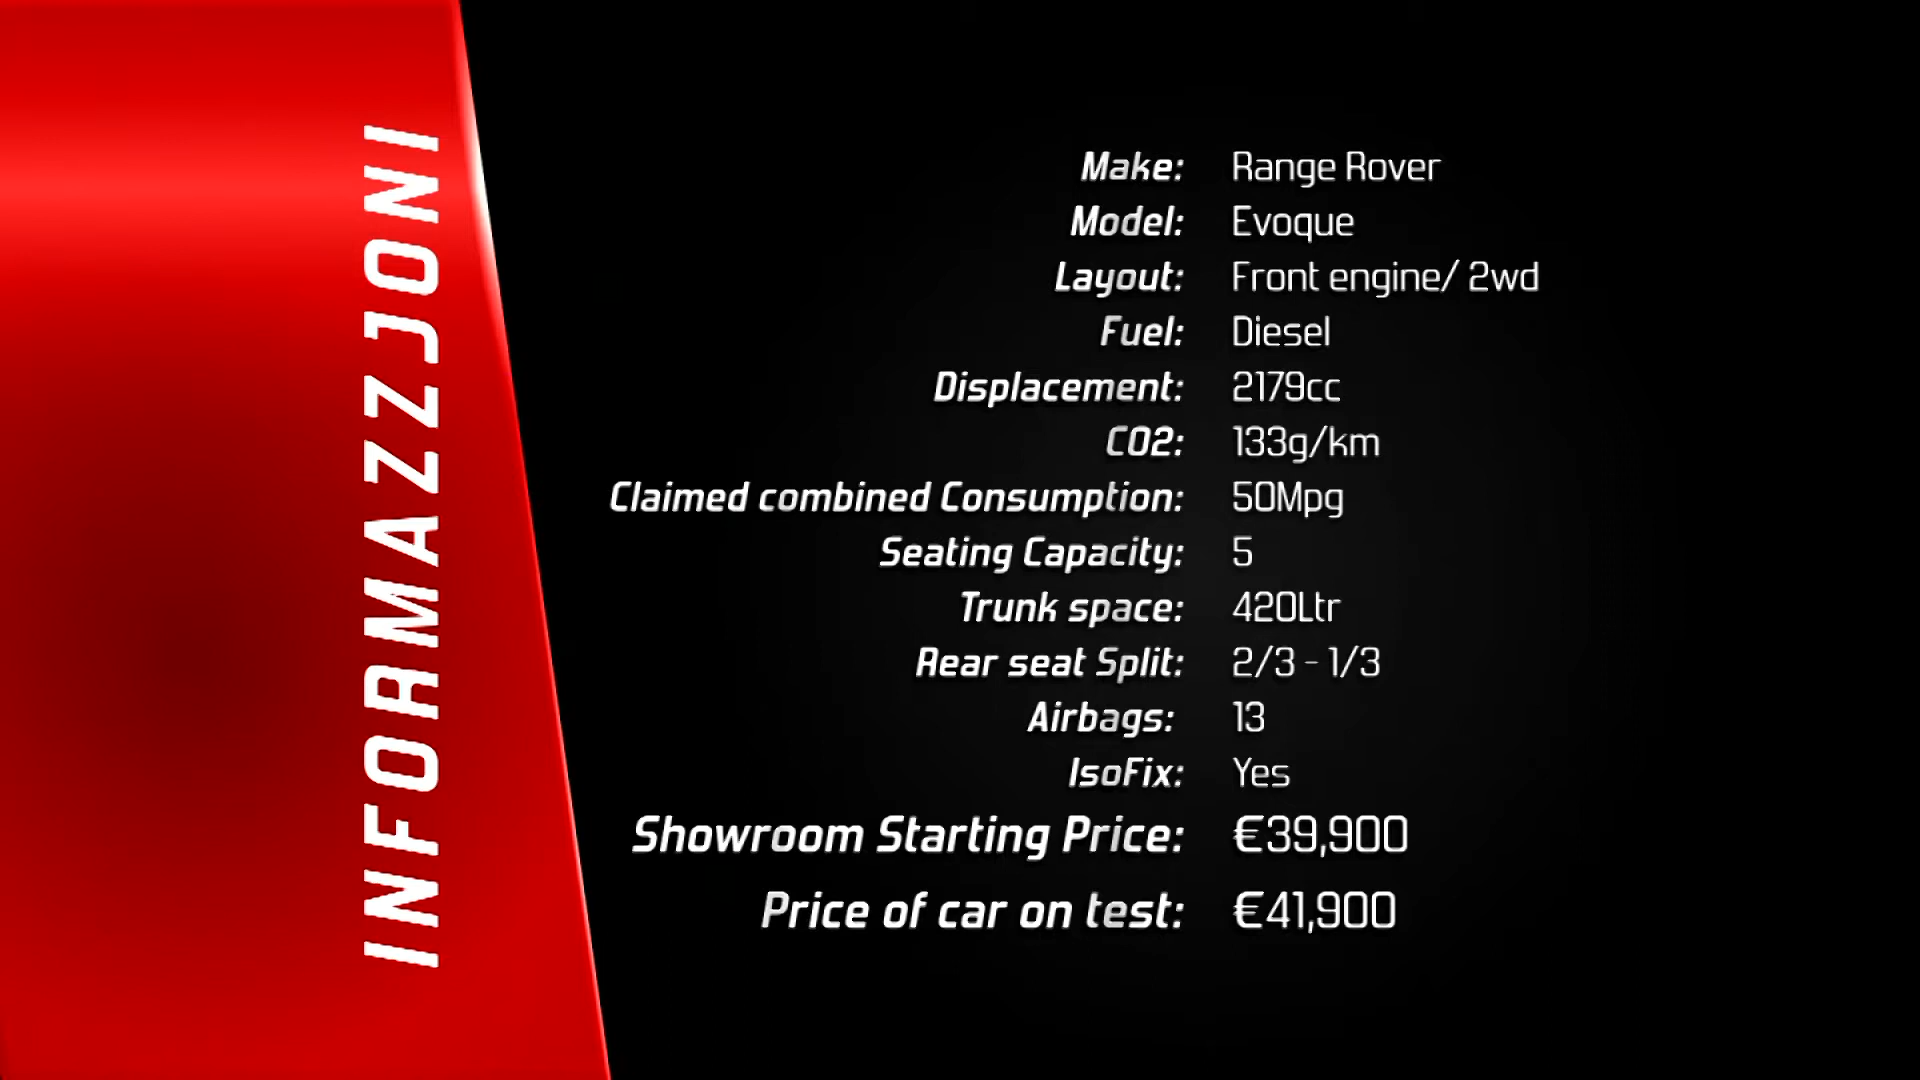 INFORMAZZJONI
Make: Range Rover
Model: Evoque
Layout: Front engine/ 2wd
Fuel: Diesel
Displacement: 2179cc
CO2: 133g/km
Claimed combined Consumption: 50Mpg
Seating Capacity: 5
Trunk space: 420Ltr
Rear seat Split: 2/3 - 1/3
Airbags: 13
IsoFix: Yes
Showroom Starting Price: €39,900
Price of car on test: €41,900